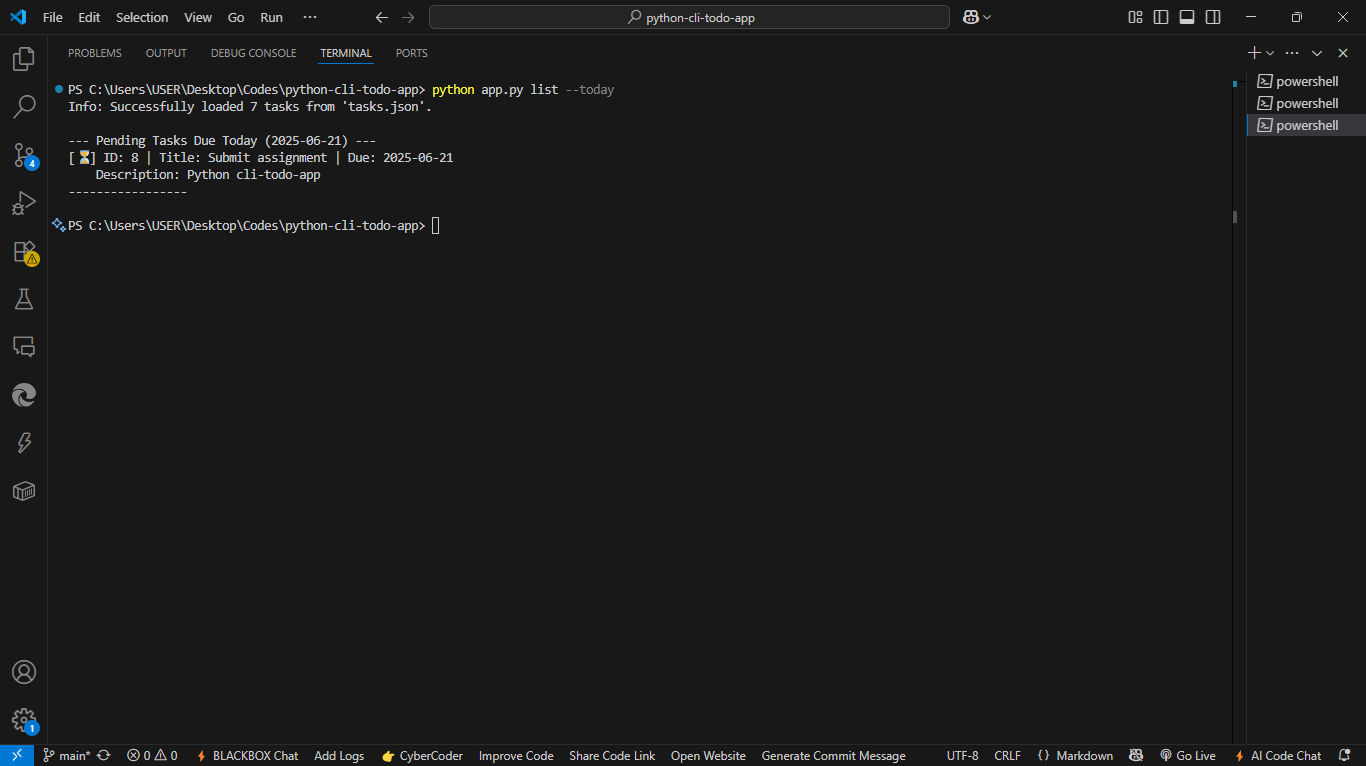 File Edit Selection View Go Run ···
python-cli-todo-app
PROBLEMS OUTPUT DEBUG CONSOLE TERMINAL PORTS
PS C:\Users\USER\Desktop\Codes\python-cli-todo-app> python app.py list --today
Info: Successfully loaded 7 tasks from 'tasks.json'.
--- Pending Tasks Due Today (2025-06-21) ---
[⏳] ID: 8 | Title: Submit assignment | Due: 2025-06-21
Description: Python cli-todo-app
-----------------
PS C:\Users\USER\Desktop\Codes\python-cli-todo-app>
powershell
powershell
powershell
4
1
main* 0 0 BLACKBOX Chat Add Logs 👉 CyberCoder Improve Code Share Code Link Open Website Generate Commit Message UTF-8 CRLF {} Markdown Go Live AI Code Chat